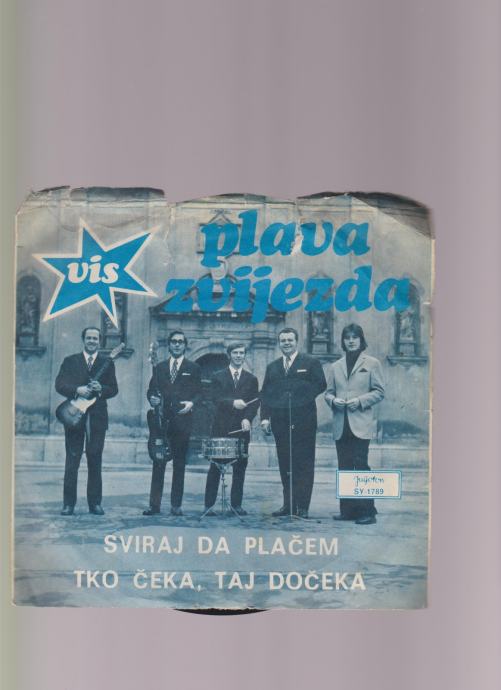 vis
plava
zvijezda
Jugoton
SY-1789
SVIRAJ DA PLAČEM
TKO ČEKA, TAJ DOČEKA